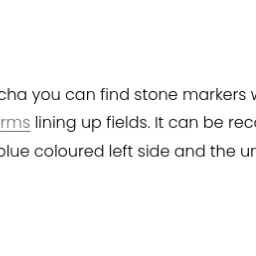 cha you can find stone markers
rms lining up fields. It can be rec
blue coloured left side and the un